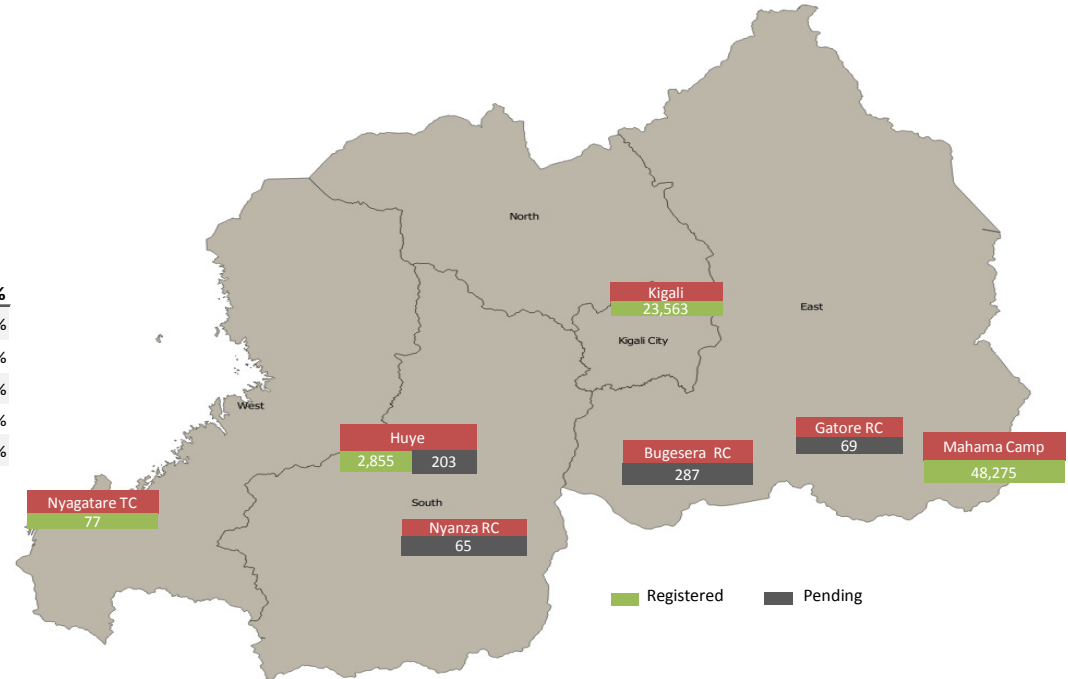 North
Kigali
23,563
East
Kigali City
%
%
%
%
%
%
West
Huye
2,855 203
Gatore RC
69
Mahama Camp
48,275
Bugesera RC
287
Nyagatare TC
77
South
Nyanza RC
65
Registered Pending